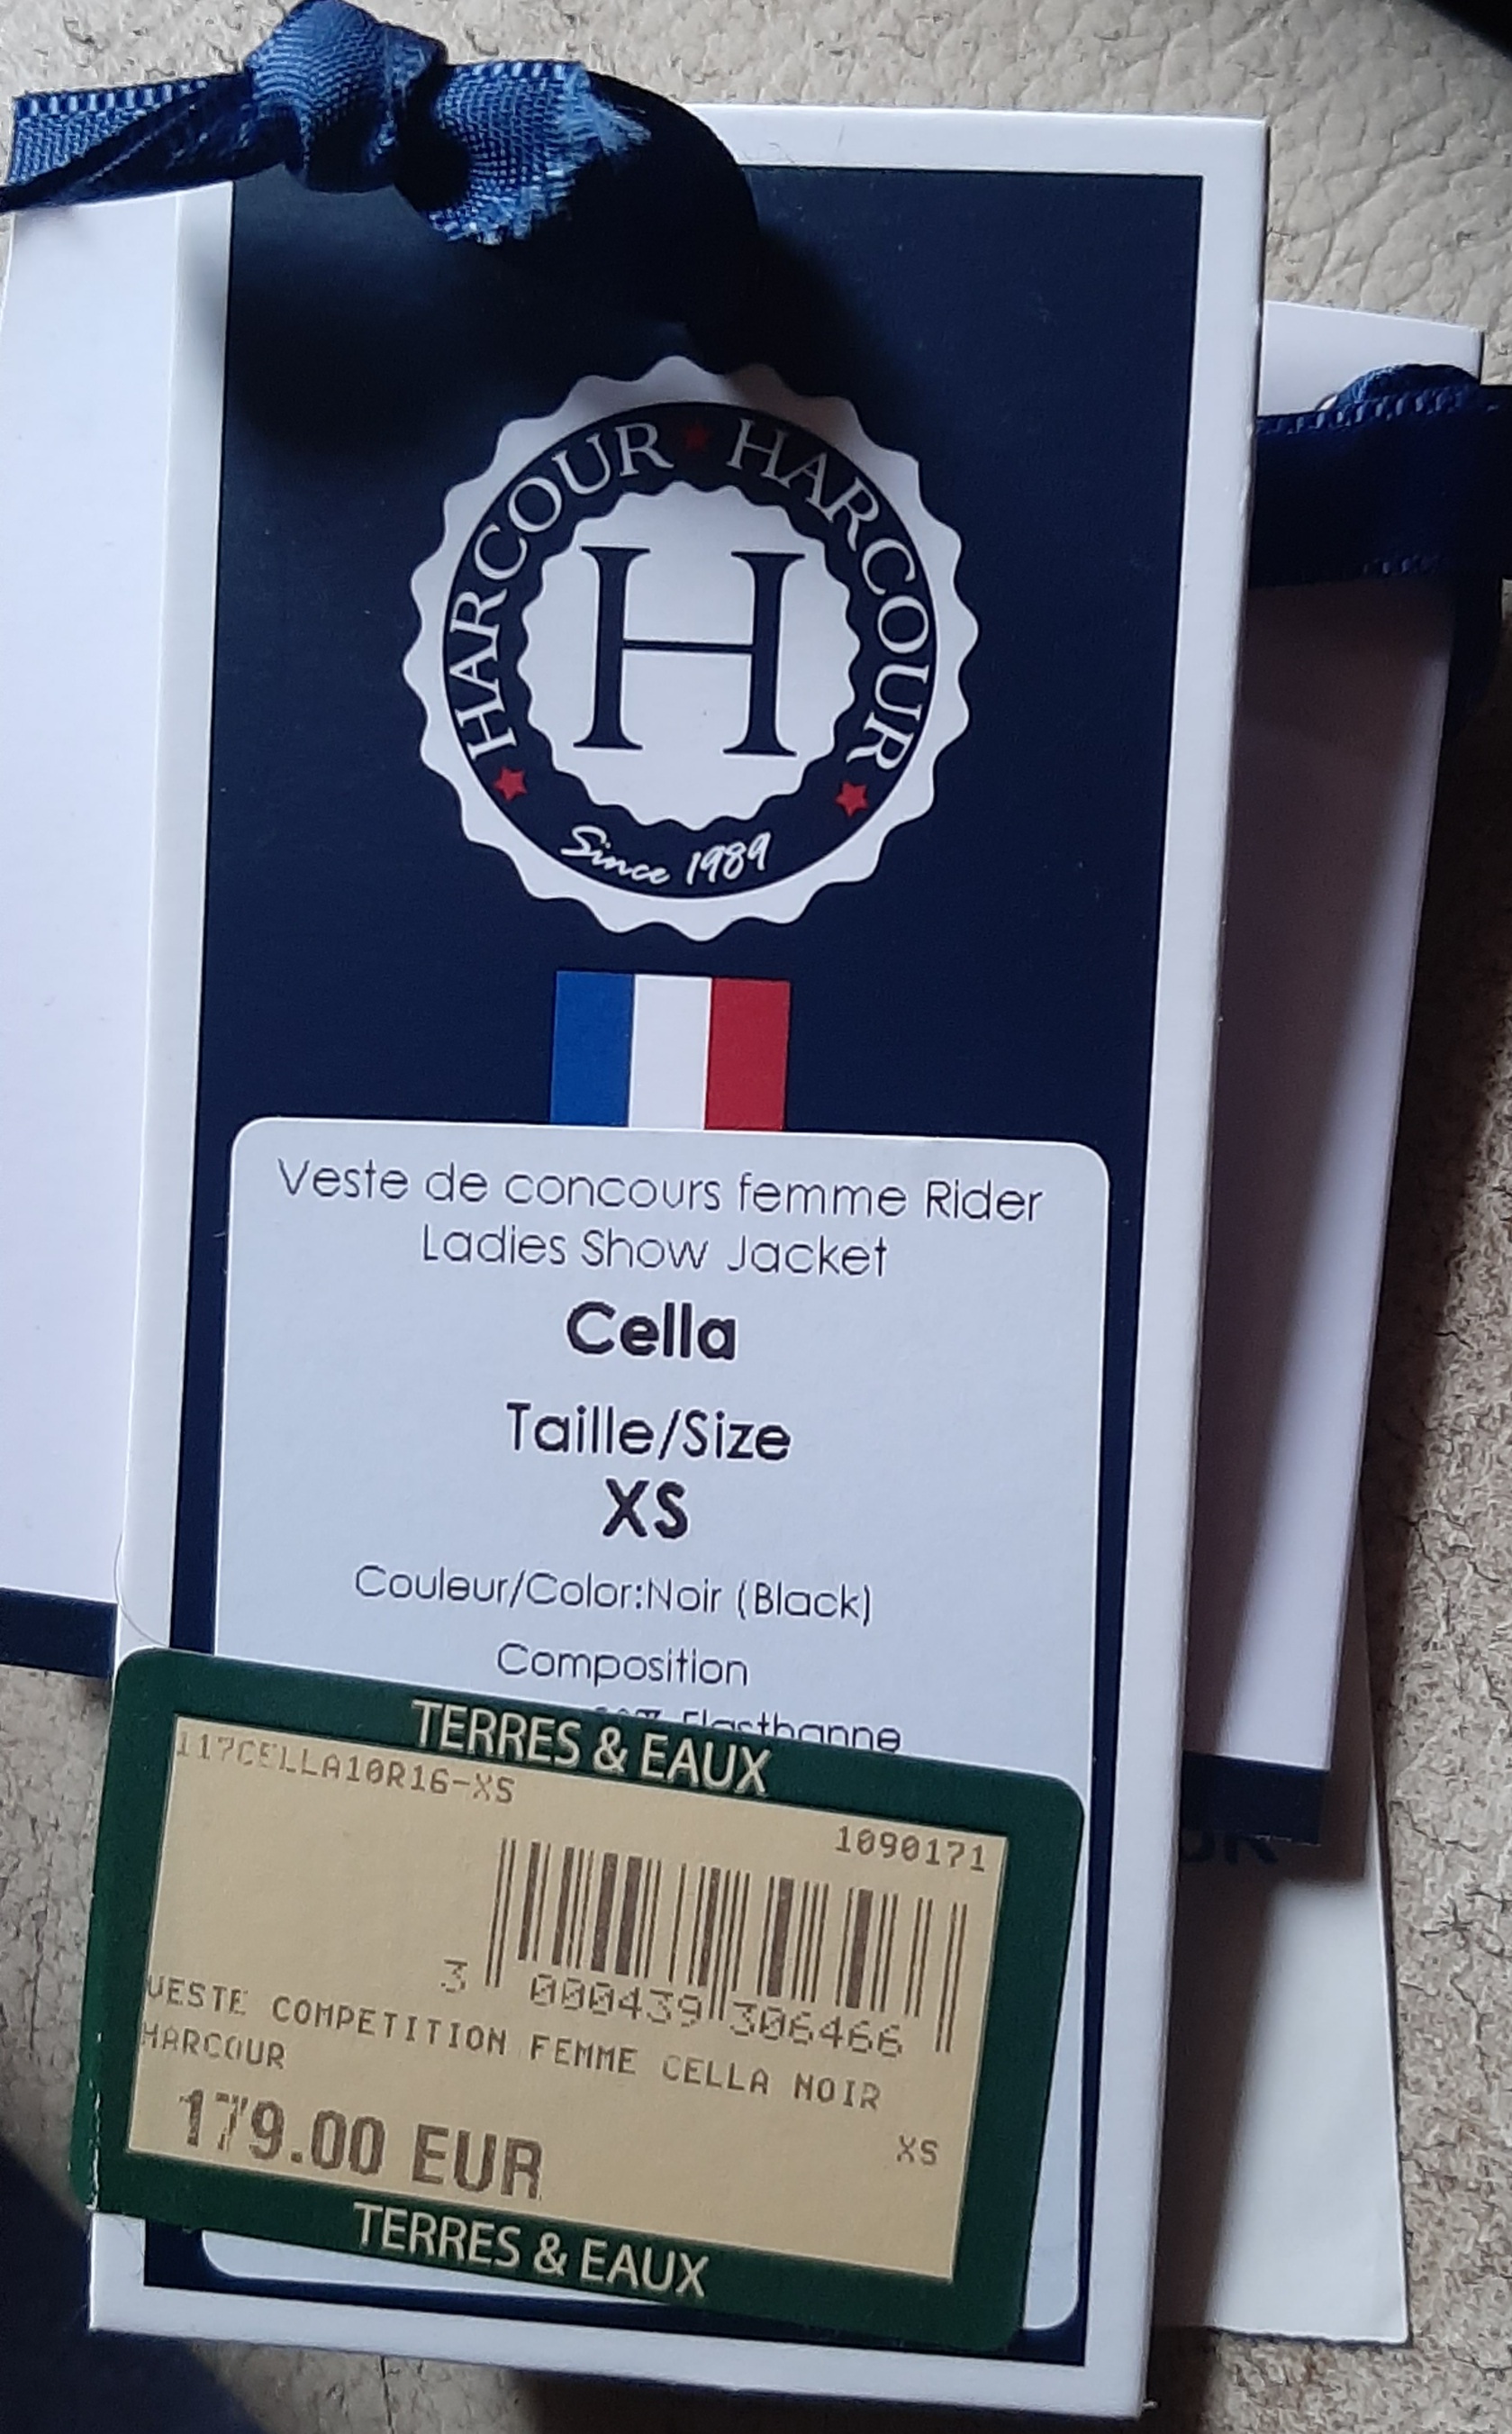 HARCOUR HARCOUR
H
Since 1989
Veste de concours femme Rider
Ladies Show Jacket
Cella
Taille/Size
XS
Couleur/Color:Noir (Black)
Composition
Elasthanne
TERRES & EAUX
117CELLA10R16-XS
1090171
3 000439 306466
VESTE COMPETITION FEMME CELLA NOIR
HARCOUR
179.00 EUR
XS
TERRES & EAUX